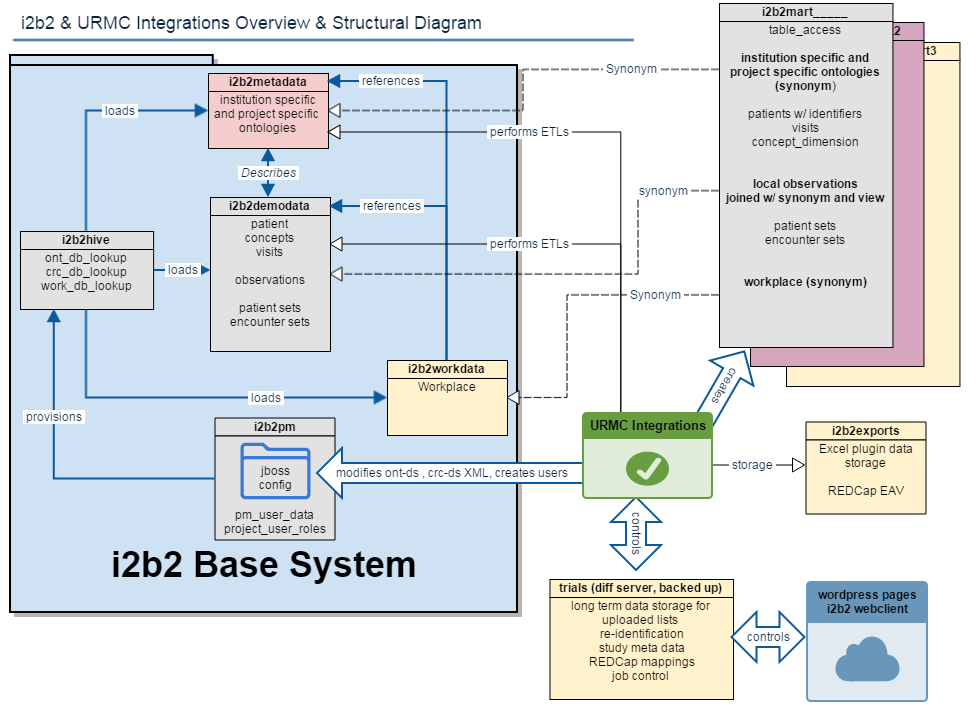 i2b2 & URMC Integrations Overview & Structural Diagram
i2b2mart_____
table_access
institution specific and
project specific ontologies
(synonym)
patients w/ identifiers
visits
concept_dimension
local observations
joined w/ synonym and view
patient sets
encounter sets
workplace (synonym)
2
t3
i2b2metadata
institution specific
and project specific
ontologies
references
Synonym
loads
performs ETLs
Describes
i2b2demodata
patient
concepts
visits
observations
patient sets
encounter sets
references
synonym
i2b2hive
ont_db_lookup
crc_db_lookup
work_db_lookup
loads
performs ETLs
Synonym
i2b2workdata
Workplace
loads
provisions
creates
i2b2pm
jboss
config
pm_user_data
project_user_roles
modifies ont-ds , crc-ds XML, creates users
URMC Integrations
storage
i2b2exports
Excel plugin data
storage
REDCap EAV
controls
i2b2 Base System
trials (diff server, backed up)
long term data storage for
uploaded lists
re-identification
study meta data
REDCap mappings
job control
controls
wordpress pages
i2b2 webclient